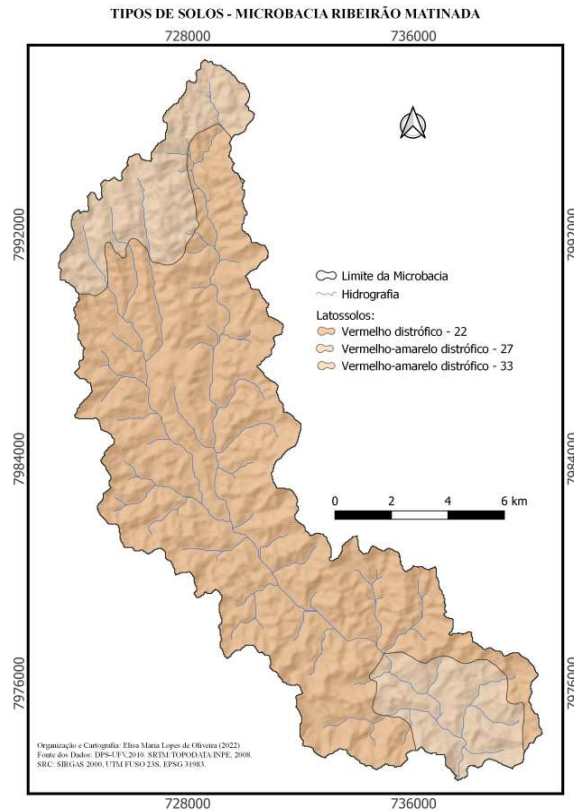 TIPOS DE SOLOS - MICROBACIA RIBEIRÃO MATINADA
728000 736000
7992000 7992000
Limite da Microbacia
Hidrografia
Latossolos:
Vermelho distrófico - 22
Vermelho-amarelo distrófico - 27
Vermelho-amarelo distrófico - 33
7984000 7984000
0 2 4 6 km
7976000 7976000
Organização e Cartografia: Elisa Maria Lopes de Oliveira (2022)
Fonte dos Dados: DPS-UFV,2010. SRTM/TOPODATA/INPE, 2008.
SRC: SIRGAS 2000, UTM FUSO 23S, EPSG 31983.
728000 736000